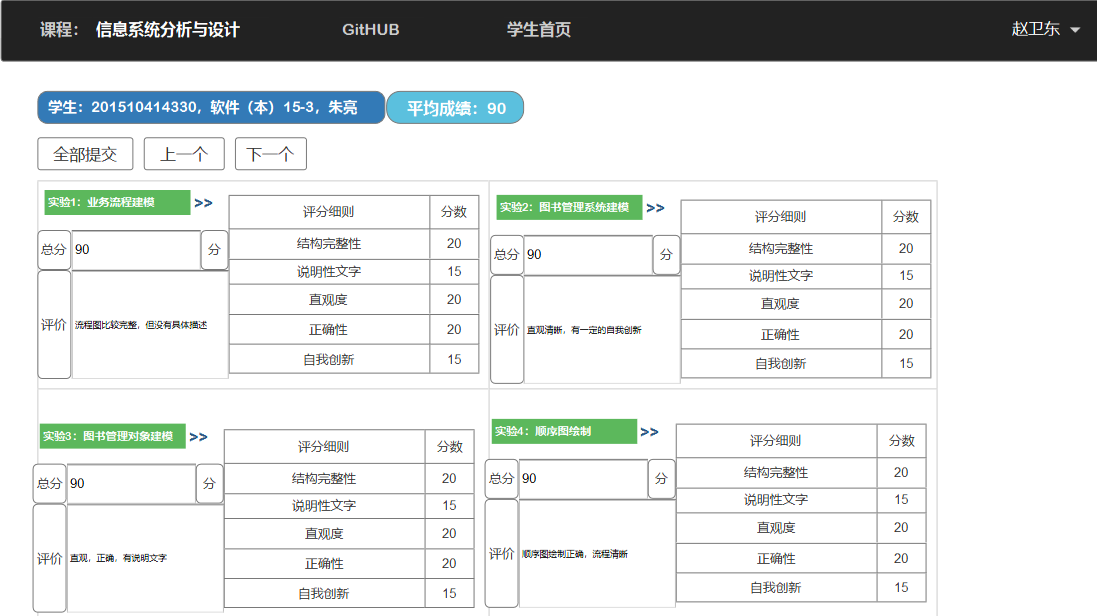 课程： 信息系统分析与设计 GitHUB 学生首页 赵卫东
学生：201510414330，软件（本）15-3，朱亮 平均成绩：90
全部提交 上一个 下一个
实验1：业务流程建模 >>
总分 90 分
评价 流程图比较完整，但没有具体描述
评分细则 分数
结构完整性 20
说明性文字 15
直观度 20
正确性 20
自我创新 15
实验2：图书管理系统建模 >>
总分 90 分
评价 直观清晰，有一定的自我创新
评分细则 分数
结构完整性 20
说明性文字 15
直观度 20
正确性 20
自我创新 15
实验3：图书管理对象建模 >>
总分 90 分
评价 直观，正确，有说明文字
评分细则 分数
结构完整性 20
说明性文字 15
直观度 20
正确性 20
自我创新 15
实验4：顺序图绘制 >>
总分 90 分
评价 顺序图绘制正确，流程清晰
评分细则 分数
结构完整性 20
说明性文字 15
直观度 20
正确性 20
自我创新 15